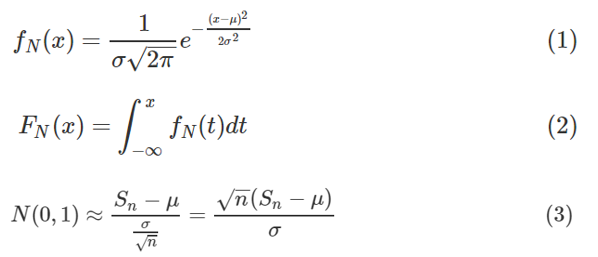 f_N(x) = \frac{1}{\sigma\sqrt{2\pi}} e^{-\frac{(x-\mu)^2}{2\sigma^2}} (1)
F_N(x) = \int_{-\infty}^{x} f_N(t)dt (2)
N(0,1) \approx \frac{S_n - \mu}{\frac{\sigma}{\sqrt{n}}} = \frac{\sqrt{n}(S_n - \mu)}{\sigma} (3)